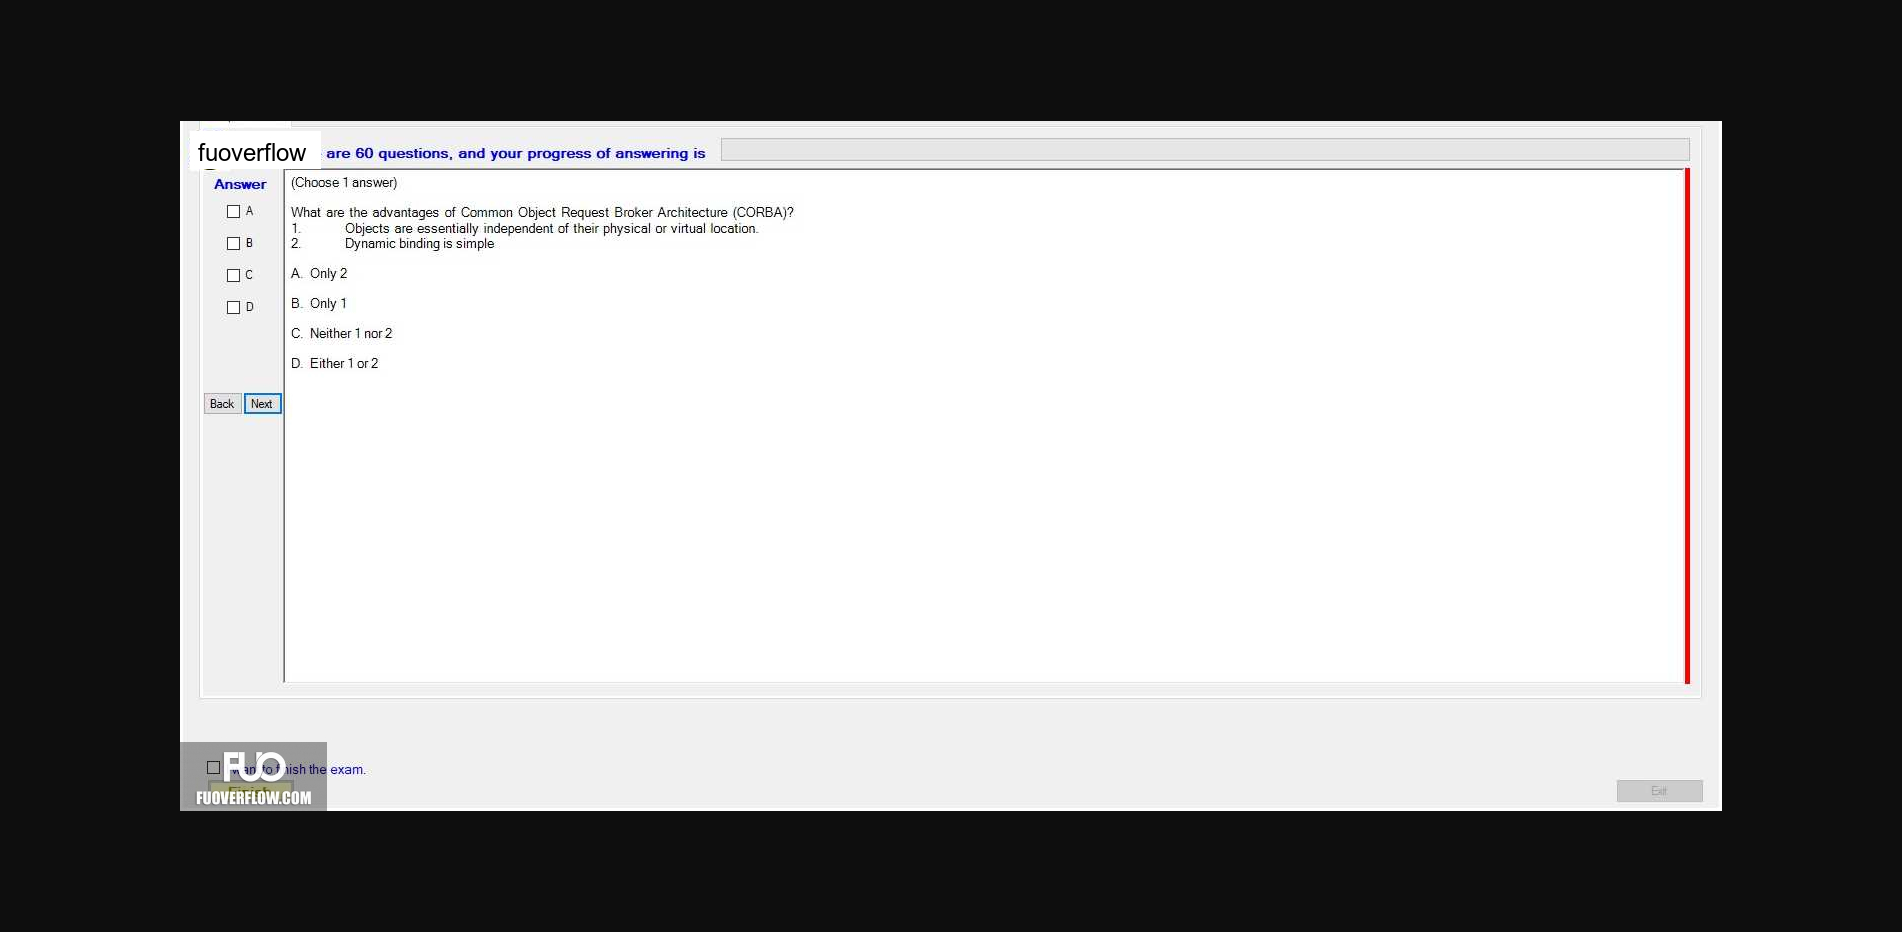 fuoverflow are 60 questions, and your progress of answering is
Answer
(Choose 1 answer)
A
What are the advantages of Common Object Request Broker Architecture (CORBA)?
1. Objects are essentially independent of their physical or virtual location.
B
2. Dynamic binding is simple
C
A. Only 2
D
B. Only 1
C. Neither 1 nor 2
D. Either 1 or 2
Back Next
FUO
want to finish the exam.
Finish
FUOVERFLOW.COM
Exit